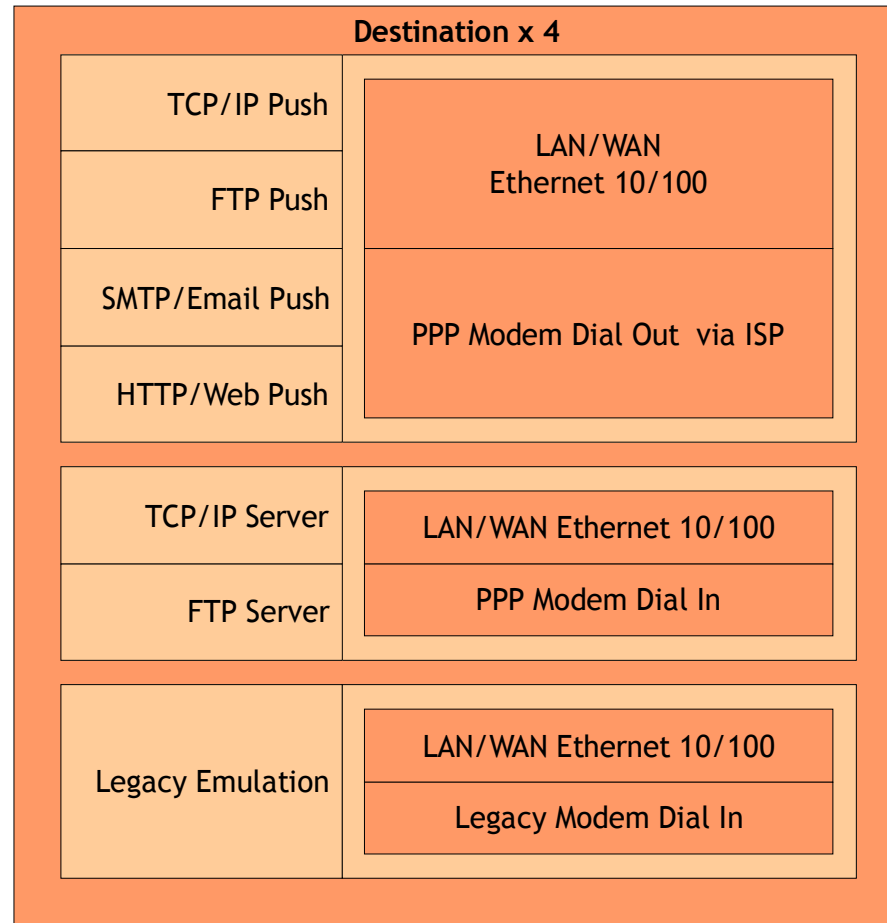 Destination x 4
TCP/IP Push
FTP Push
SMTP/Email Push
HTTP/Web Push
LAN/WAN
Ethernet 10/100
PPP Modem Dial Out via ISP
TCP/IP Server
FTP Server
LAN/WAN Ethernet 10/100
PPP Modem Dial In
Legacy Emulation
LAN/WAN Ethernet 10/100
Legacy Modem Dial In